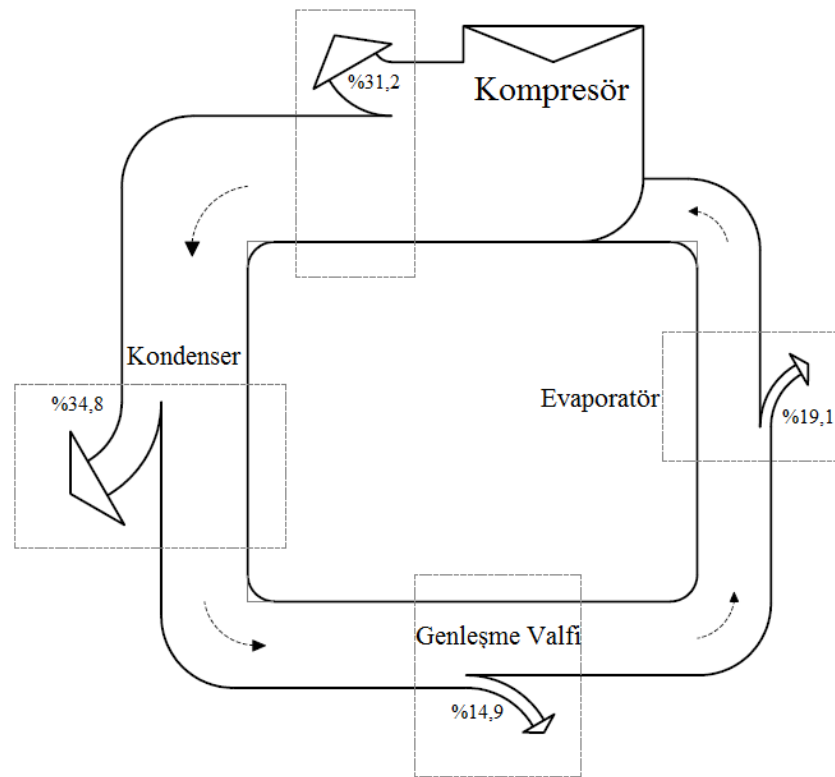 %31,2
Kompresör
Kondenser
%34,8
Evaporatör
%19,1
Genleşme Valfi
%14,9